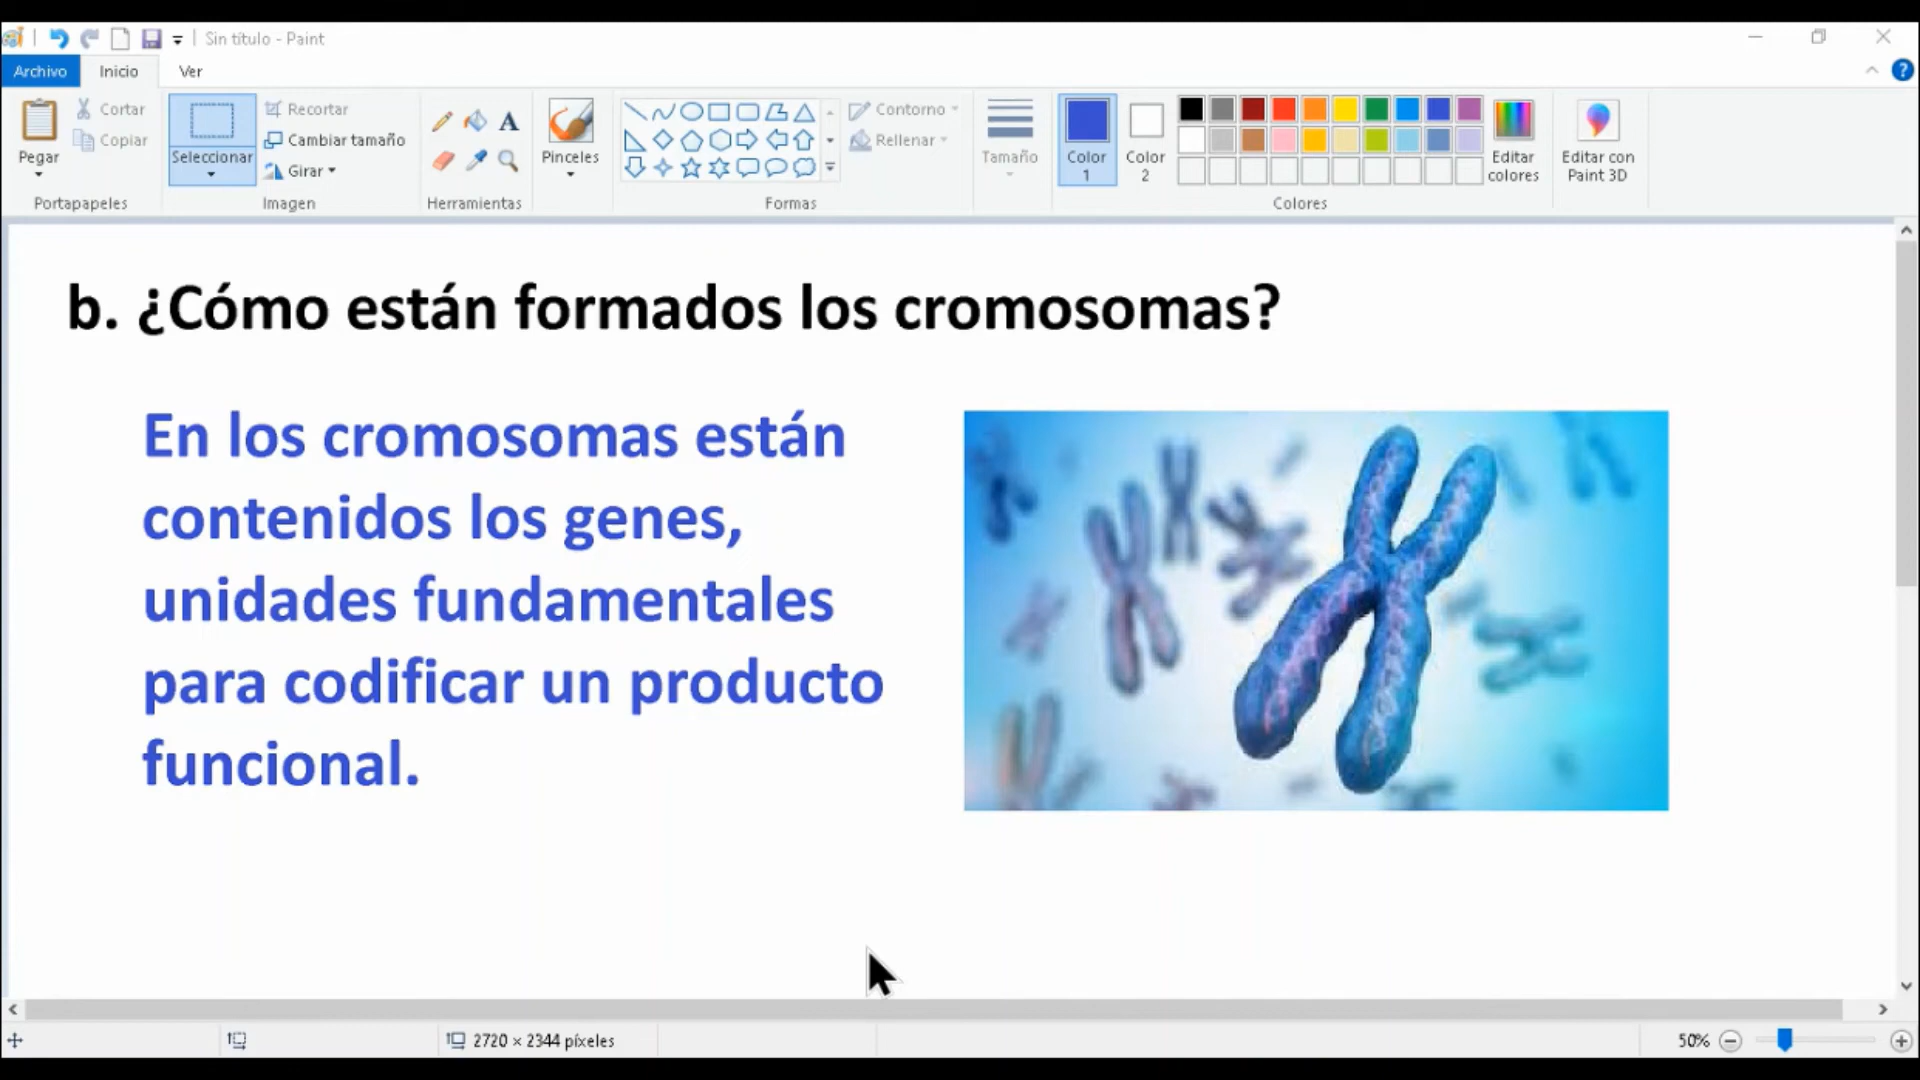 Sin título - Paint
Archivo Inicio Ver
Pegar
Cortar
Copiar
Portapapeles
Seleccionar
Recortar
Cambiar tamaño
Girar
Imagen
A
Herramientas
Pinceles
Contorno
Rellenar
Formas
Tamaño
Color
1
Color
2
Editar
colores
Colores
Editar con
Paint 3D
?
b. ¿Cómo están formados los cromosomas?
En los cromosomas están
contenidos los genes,
unidades fundamentales
para codificar un producto
funcional.
2720 × 2344 píxeles
50%